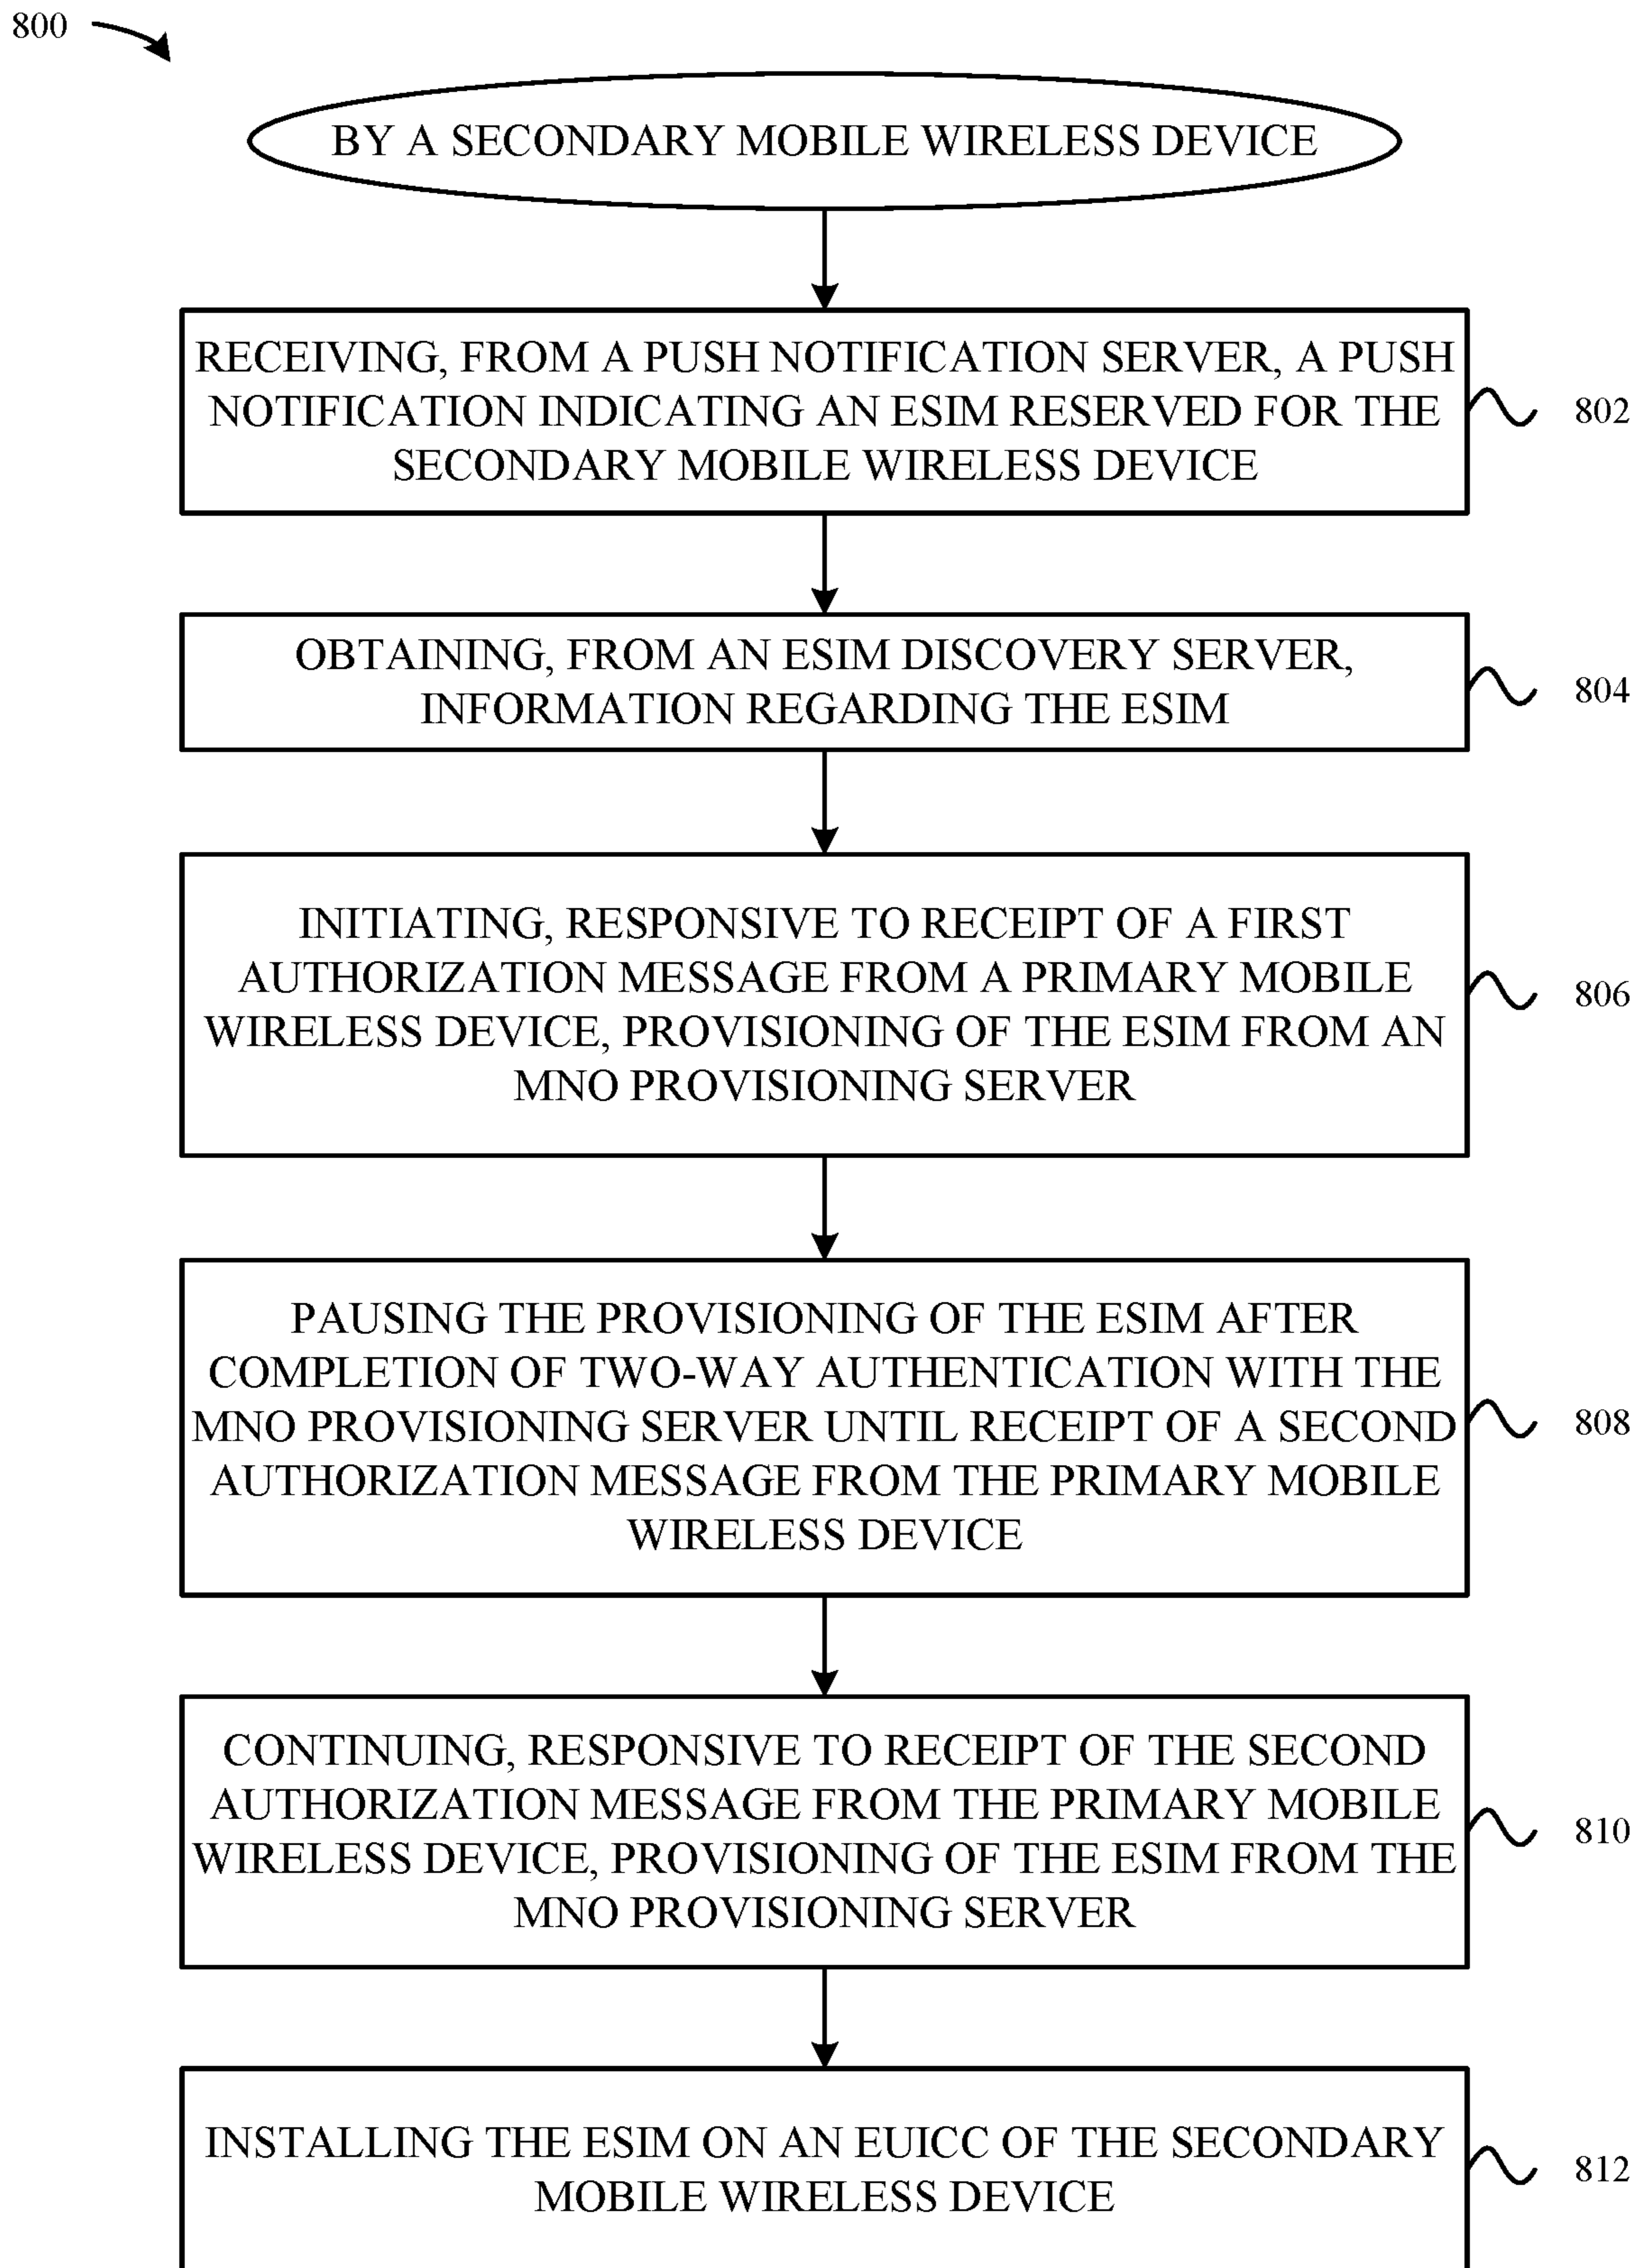 800
BY A SECONDARY MOBILE WIRELESS DEVICE
RECEIVING, FROM A PUSH NOTIFICATION SERVER, A PUSH
NOTIFICATION INDICATING AN ESIM RESERVED FOR THE
SECONDARY MOBILE WIRELESS DEVICE
802
OBTAINING, FROM AN ESIM DISCOVERY SERVER,
INFORMATION REGARDING THE ESIM
804
INITIATING, RESPONSIVE TO RECEIPT OF A FIRST
AUTHORIZATION MESSAGE FROM A PRIMARY MOBILE
WIRELESS DEVICE, PROVISIONING OF THE ESIM FROM AN
MNO PROVISIONING SERVER
806
PAUSING THE PROVISIONING OF THE ESIM AFTER
COMPLETION OF TWO-WAY AUTHENTICATION WITH THE
MNO PROVISIONING SERVER UNTIL RECEIPT OF A SECOND
AUTHORIZATION MESSAGE FROM THE PRIMARY MOBILE
WIRELESS DEVICE
808
CONTINUING, RESPONSIVE TO RECEIPT OF THE SECOND
AUTHORIZATION MESSAGE FROM THE PRIMARY MOBILE
WIRELESS DEVICE, PROVISIONING OF THE ESIM FROM THE
MNO PROVISIONING SERVER
810
INSTALLING THE ESIM ON AN EUICC OF THE SECONDARY
MOBILE WIRELESS DEVICE
812